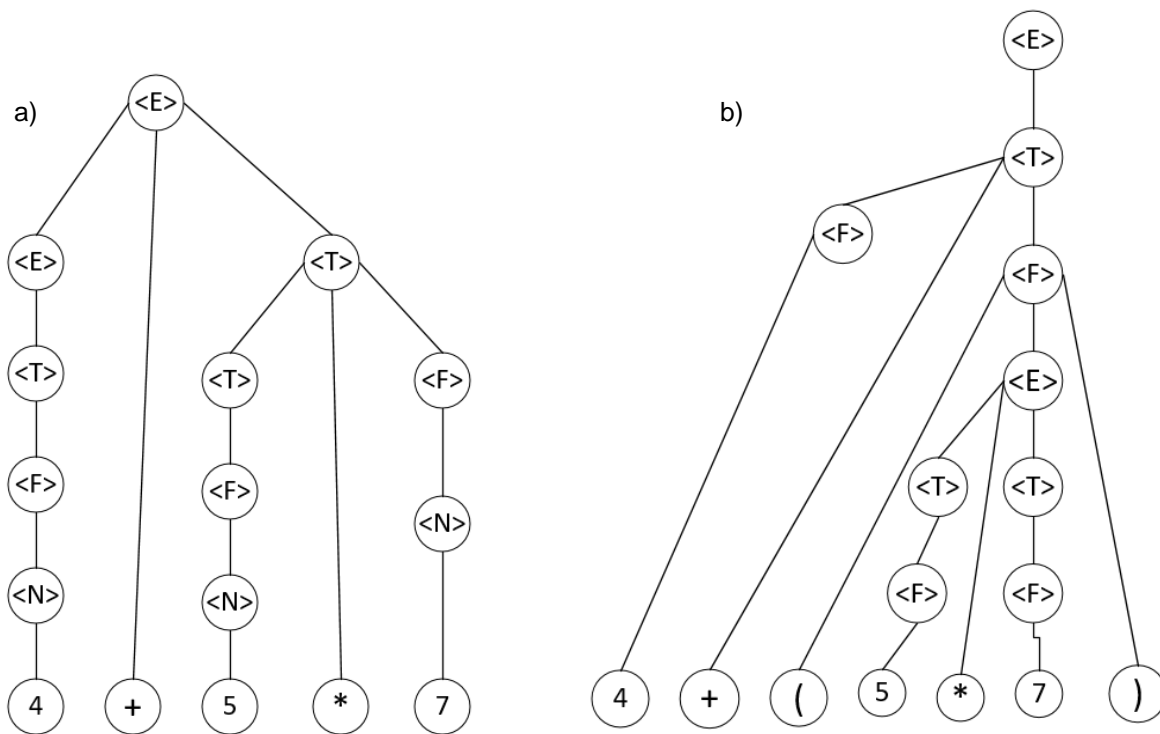 a)
<E>
<E>
<T>
<T>
<T>
<F>
<F>
<F>
<N>
<N>
<N>
4 + 5 * 7
b)
<E>
<T>
<F>
<F>
<E>
<T> <T>
<F> <F>
4 + ( 5 * 7 )